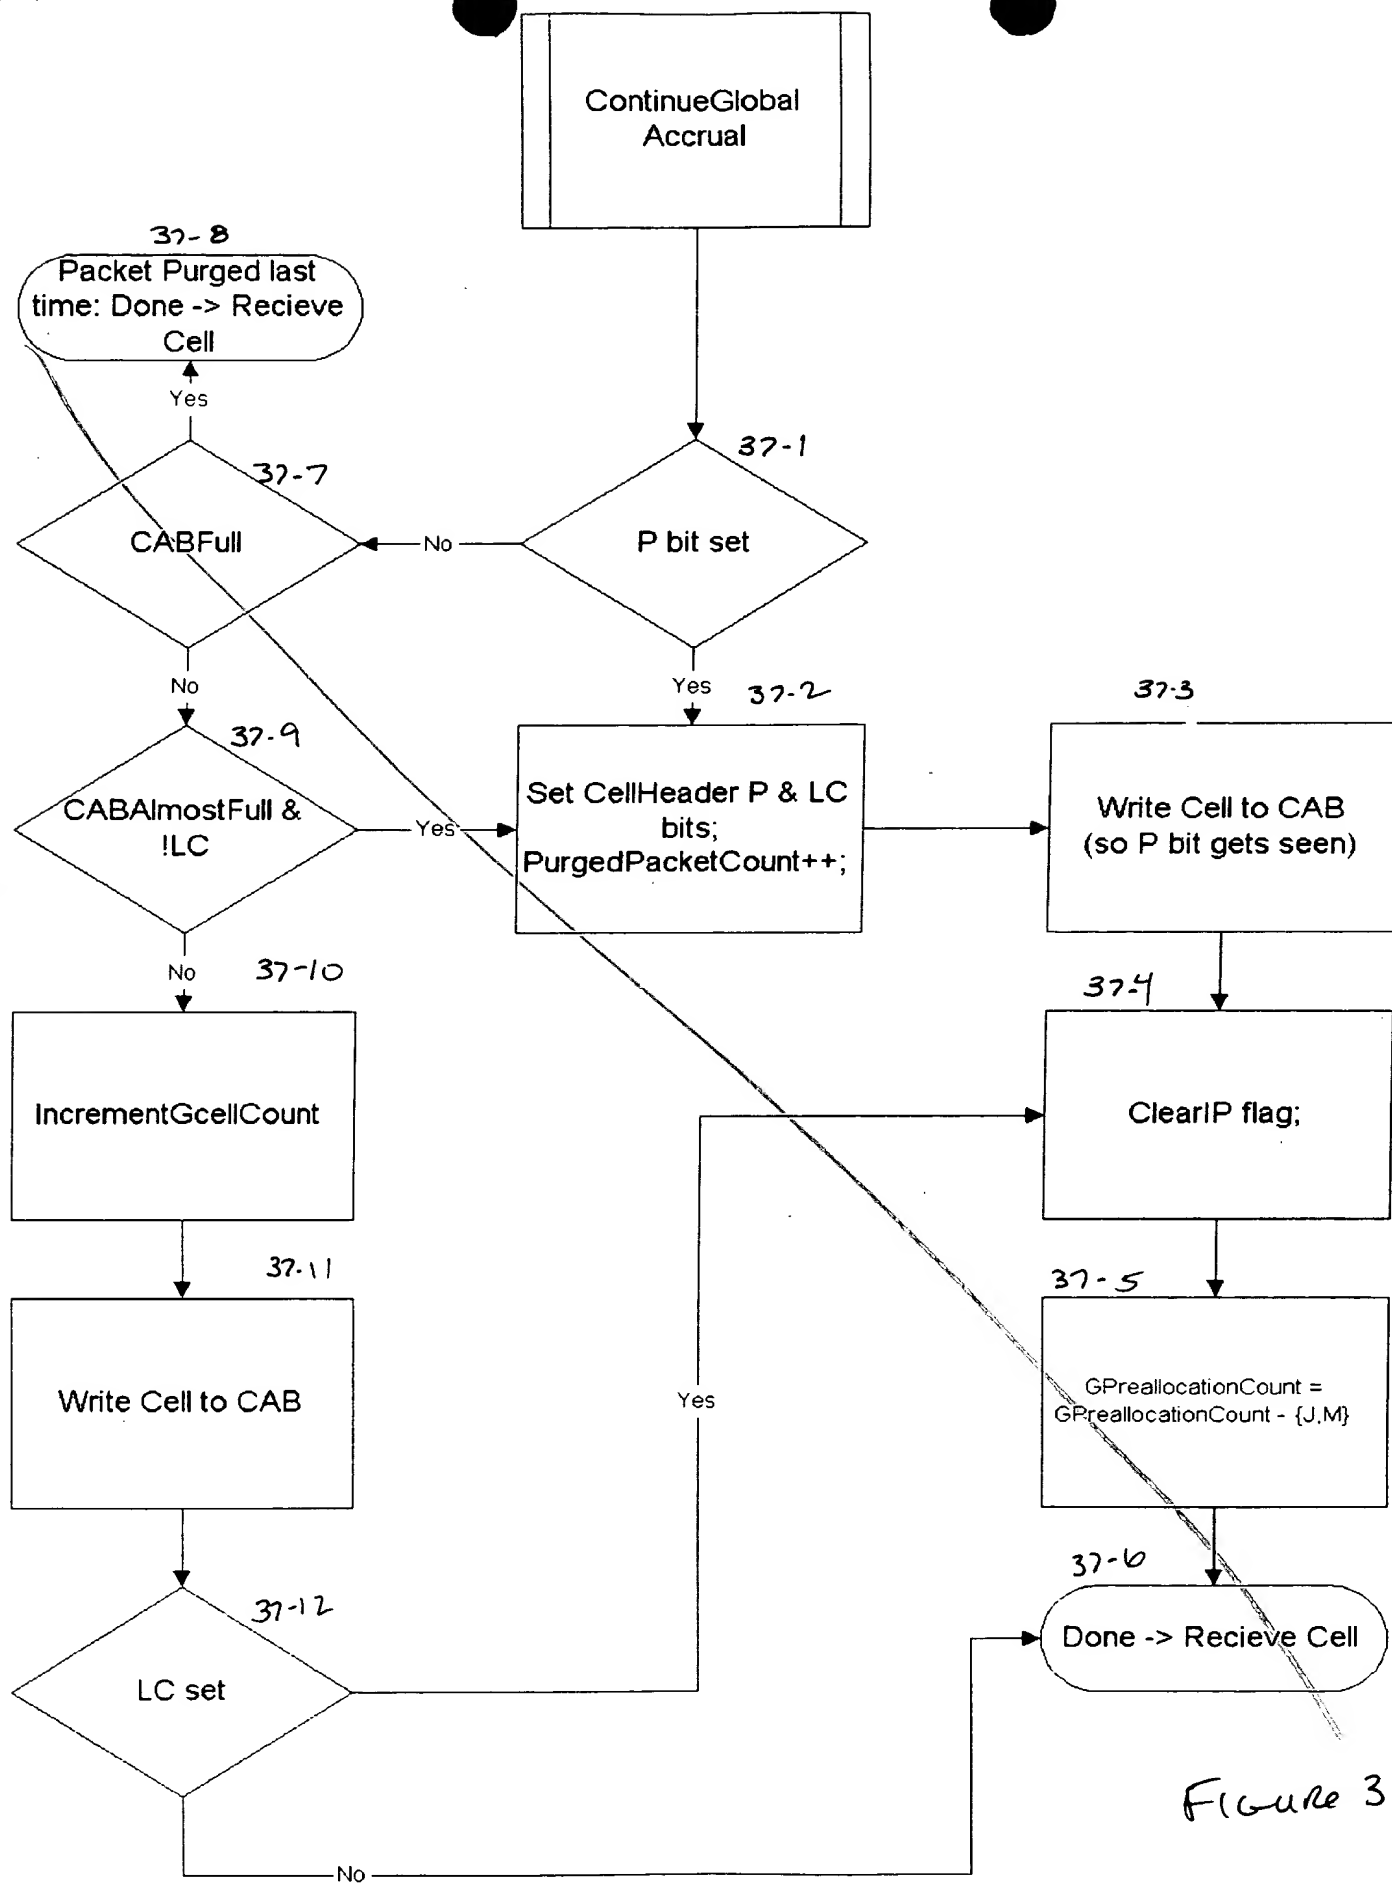 ContinueGlobal
Accrual
37-8
Packet Purged last
time: Done -> Recieve
Cell
Yes
37-7
CABFull
No
37-1
P bit set
No
Yes
37-9
CABAlmostFull &
!LC
Yes
37-2
Set CellHeader P & LC
bits;
PurgedPacketCount++;
37-3
Write Cell to CAB
(so P bit gets seen)
No
37-10
IncrementGcellCount
37-4
ClearIP flag;
37-11
Write Cell to CAB
Yes
37-5
GPreallocationCount =
GPreallocationCount - {J,M}
37-12
LC set
37-6
Done -> Recieve Cell
No
FIGURE 3